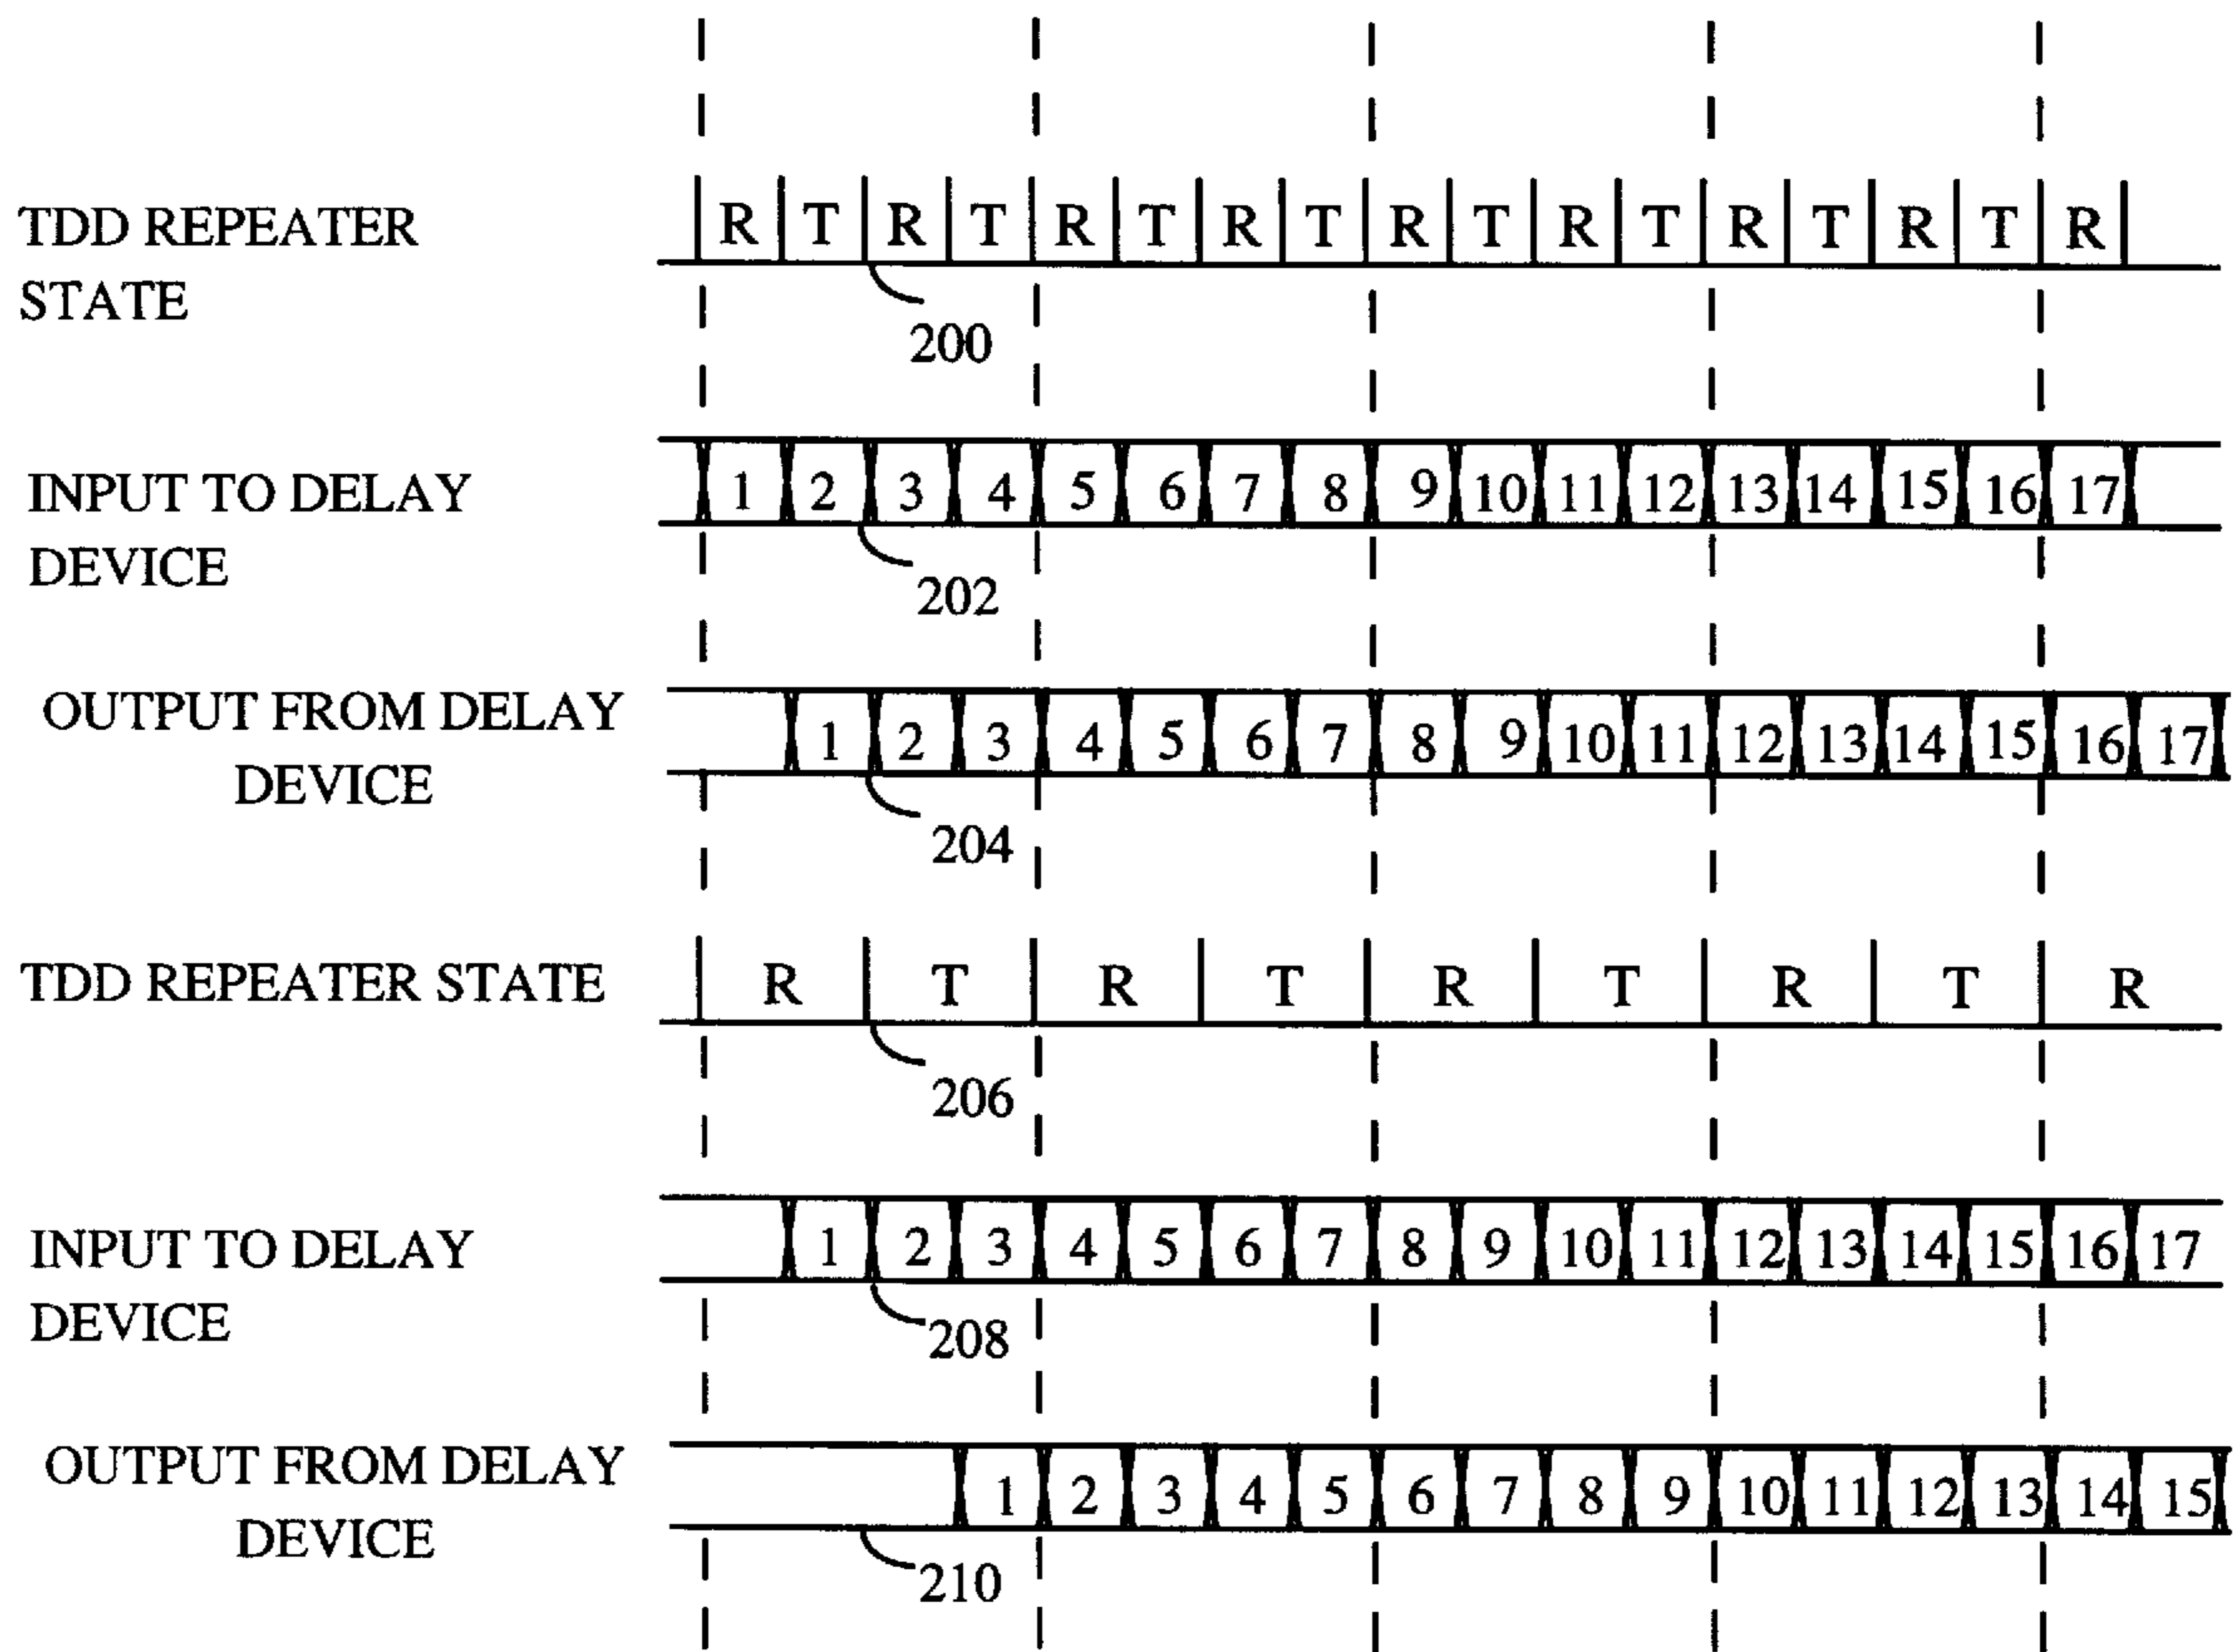 TDD REPEATER
STATE
R T R T R T R T R T R T R T R T R
200
INPUT TO DELAY
DEVICE
1 2 3 4 5 6 7 8 9 10 11 12 13 14 15 16 17
202
OUTPUT FROM DELAY
DEVICE
1 2 3 4 5 6 7 8 9 10 11 12 13 14 15 16 17
204
TDD REPEATER STATE
R T R T R T R T R
206
INPUT TO DELAY
DEVICE
1 2 3 4 5 6 7 8 9 10 11 12 13 14 15 16 17
208
OUTPUT FROM DELAY
DEVICE
1 2 3 4 5 6 7 8 9 10 11 12 13 14 15
210